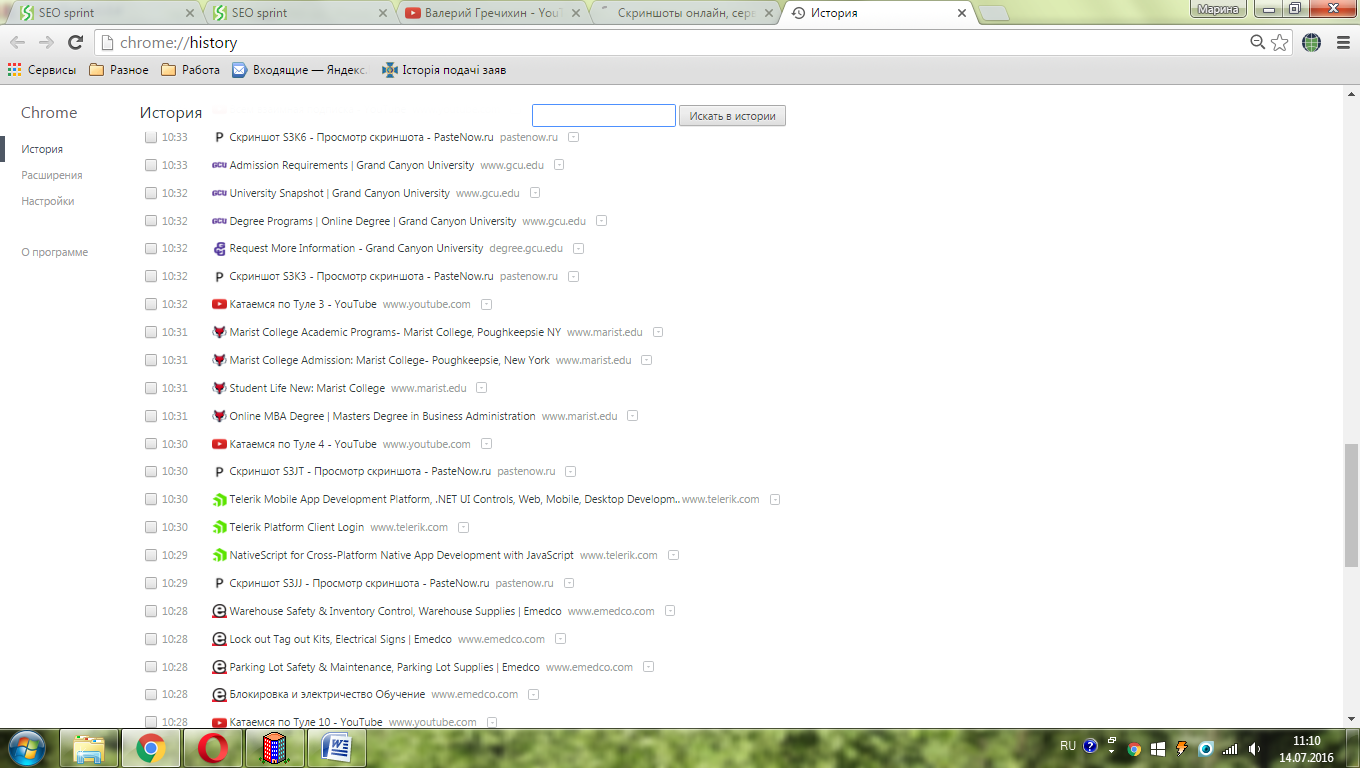 SEO sprint
SEO sprint
Валерий Гречихин - YouT
Скриншоты онлайн, сер
История
Марина
chrome://history
Сервисы Разное Работа Входящие — Яндекс. Історія подачі заяв
Chrome
История
Искать в истории
История
Расширения
Настройки
О программе
10:33 Скриншот S3K6 - Просмотр скриншота - PasteNow.ru pastenow.ru
10:33 Admission Requirements | Grand Canyon University www.gcu.edu
10:32 University Snapshot | Grand Canyon University www.gcu.edu
10:32 Degree Programs | Online Degree | Grand Canyon University www.gcu.edu
10:32 Request More Information - Grand Canyon University degree.gcu.edu
10:32 Скриншот S3K3 - Просмотр скриншота - PasteNow.ru pastenow.ru
10:32 Катаемся по Туле 3 - YouTube www.youtube.com
10:31 Marist College Academic Programs- Marist College, Poughkeepsie NY www.marist.edu
10:31 Marist College Admission: Marist College- Poughkeepsie, New York www.marist.edu
10:31 Student Life New: Marist College www.marist.edu
10:31 Online MBA Degree | Masters Degree in Business Administration www.marist.edu
10:30 Катаемся по Туле 4 - YouTube www.youtube.com
10:30 Скриншот S3JT - Просмотр скриншота - PasteNow.ru pastenow.ru
10:30 Telerik Mobile App Development Platform, .NET UI Controls, Web, Mobile, Desktop Developm.. www.telerik.com
10:30 Telerik Platform Client Login www.telerik.com
10:29 NativeScript for Cross-Platform Native App Development with JavaScript www.telerik.com
10:29 Скриншот S3JJ - Просмотр скриншота - PasteNow.ru pastenow.ru
10:28 Warehouse Safety & Inventory Control, Warehouse Supplies | Emedco www.emedco.com
10:28 Lock out Tag out Kits, Electrical Signs | Emedco www.emedco.com
10:28 Parking Lot Safety & Maintenance, Parking Lot Supplies | Emedco www.emedco.com
10:28 Блокировка и электричество Обучение www.emedco.com
10:28 Катаемся по Туле 10 - YouTube www.youtube.com
RU
11:10
14.07.2016